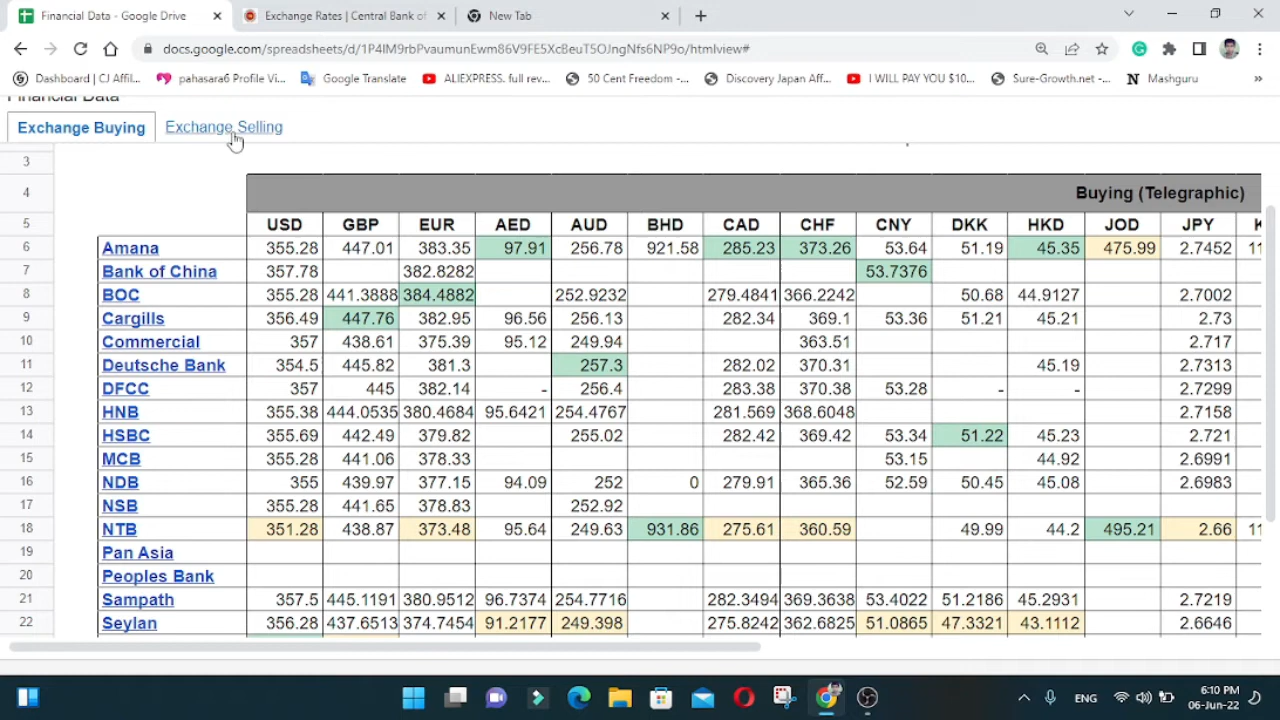 Financial Data - Google Drive
Exchange Rates | Central Bank of
New Tab
docs.google.com/spreadsheets/d/1P4lM9rbPvaumunEwm86V9FE5XcBeuT5OJngNfs6NP9o/htmlview#
Dashboard | CJ Affil... pahasara6 Profile Vi... Google Translate ALIEXPRESS. full rev... 50 Cent Freedom -... Discovery Japan Aff... I WILL PAY YOU $10... Sure-Growth.net -... Mashguru »
Financial Data
Exchange Buying Exchange Selling
3
4 Buying (Telegraphic)
5 USD GBP EUR AED AUD BHD CAD CHF CNY DKK HKD JOD JPY K
6 Amana 355.28 447.01 383.35 97.91 256.78 921.58 285.23 373.26 53.64 51.19 45.35 475.99 2.7452 11
7 Bank of China 357.78 382.8282 53.7376
8 BOC 355.28 441.3888 384.4882 252.9232 279.4841 366.2242 50.68 44.9127 2.7002
9 Cargills 356.49 447.76 382.95 96.56 256.13 282.34 369.1 53.36 51.21 45.21 2.73
10 Commercial 357 438.61 375.39 95.12 249.94 363.51 2.717
11 Deutsche Bank 354.5 445.82 381.3 257.3 282.02 370.31 45.19 2.7313
12 DFCC 357 445 382.14 - 256.4 283.38 370.38 53.28 - - 2.7299
13 HNB 355.38 444.0535 380.4684 95.6421 254.4767 281.569 368.6048 2.7158
14 HSBC 355.69 442.49 379.82 255.02 282.42 369.42 53.34 51.22 45.23 2.721
15 MCB 355.28 441.06 378.33 53.15 44.92 2.6991
16 NDB 355 439.97 377.15 94.09 252 0 279.91 365.36 52.59 50.45 45.08 2.6983
17 NSB 355.28 441.65 378.83 252.92
18 NTB 351.28 438.87 373.48 95.64 249.63 931.86 275.61 360.59 49.99 44.2 495.21 2.66 11
19 Pan Asia
20 Peoples Bank
21 Sampath 357.5 445.1191 380.9512 96.7374 254.7716 282.3494 369.3638 53.4022 51.2186 45.2931 2.7219
22 Seylan 356.28 437.6513 374.7454 91.2177 249.398 275.8242 362.6825 51.0865 47.3321 43.1112 2.6646
ENG
6:10 PM
06-Jun-22